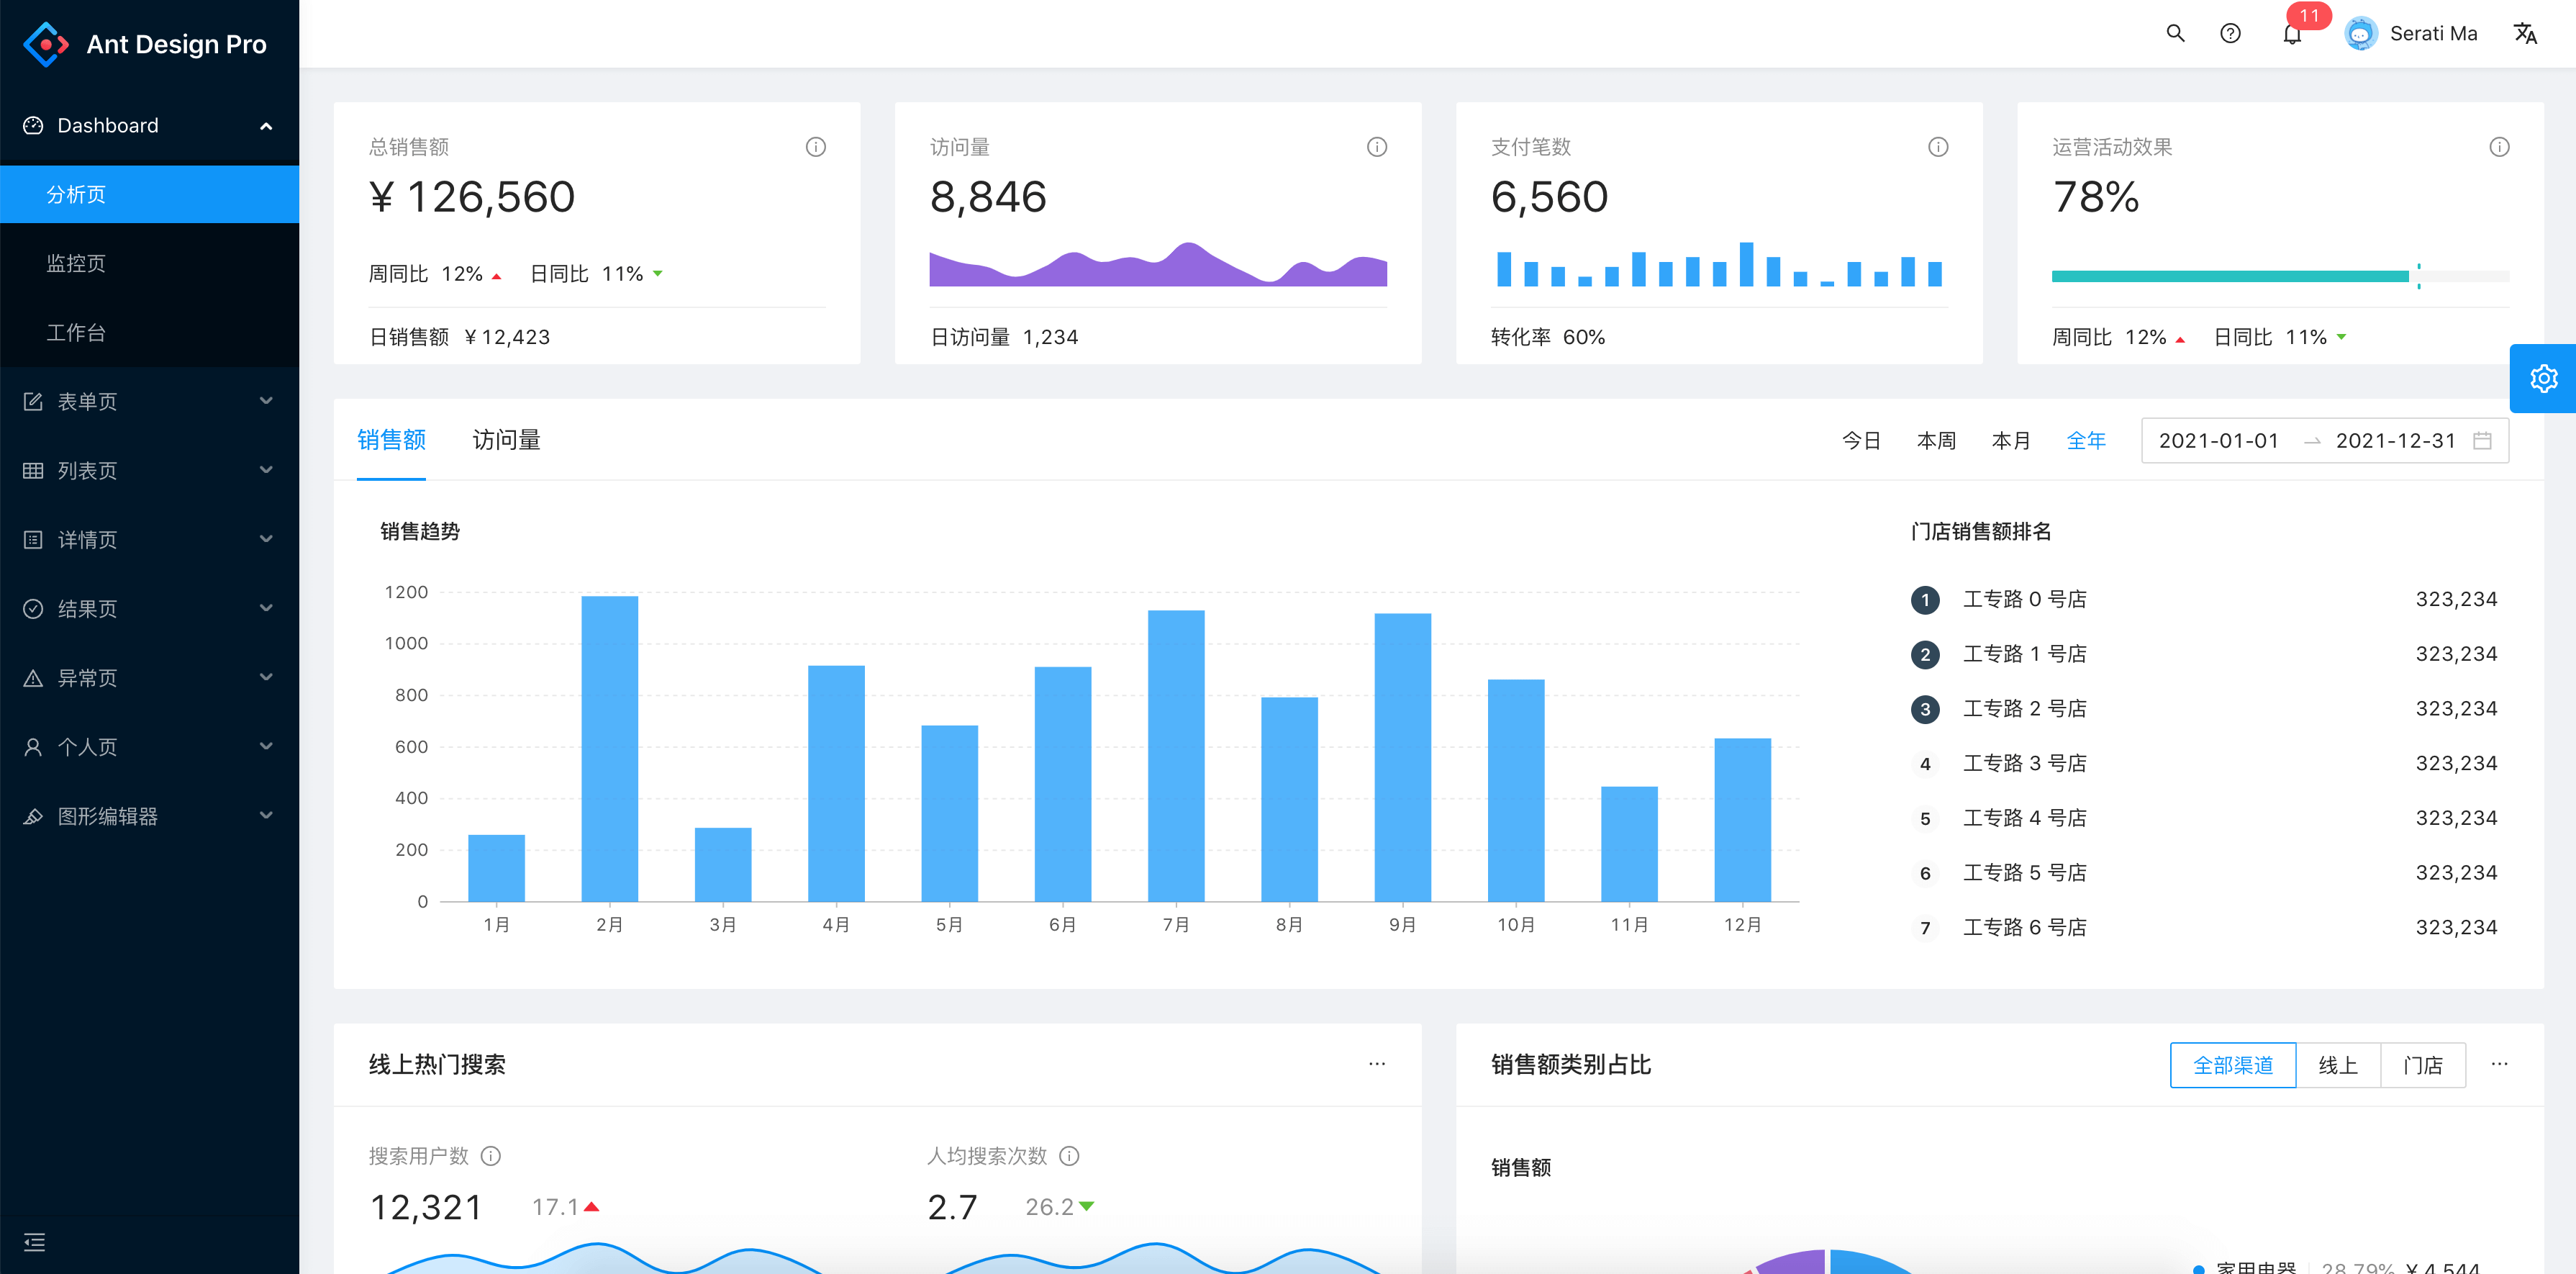 Ant Design Pro
11
Serati Ma
Dashboard
分析页
监控页
工作台
表单页
列表页
详情页
结果页
异常页
个人页
图形编辑器
总销售额
¥ 126,560
周同比 12% 日同比 11%
日销售额 ¥12,423
访问量
8,846
日访问量 1,234
支付笔数
6,560
转化率 60%
运营活动效果
78%
周同比 12% 日同比 11%
销售额 访问量
今日 本周 本月 全年 2021-01-01 2021-12-31
销售趋势
1200
1000
800
600
400
200
0
1月 2月 3月 4月 5月 6月 7月 8月 9月 10月 11月 12月
门店销售额排名
1 工专路 0 号店 323,234
2 工专路 1 号店 323,234
3 工专路 2 号店 323,234
4 工专路 3 号店 323,234
5 工专路 4 号店 323,234
6 工专路 5 号店 323,234
7 工专路 6 号店 323,234
线上热门搜索
搜索用户数
12,321 17.1
人均搜索次数
2.7 26.2
销售额类别占比
全部渠道 线上 门店
销售额
家用电器 28.79% ¥ 4,544